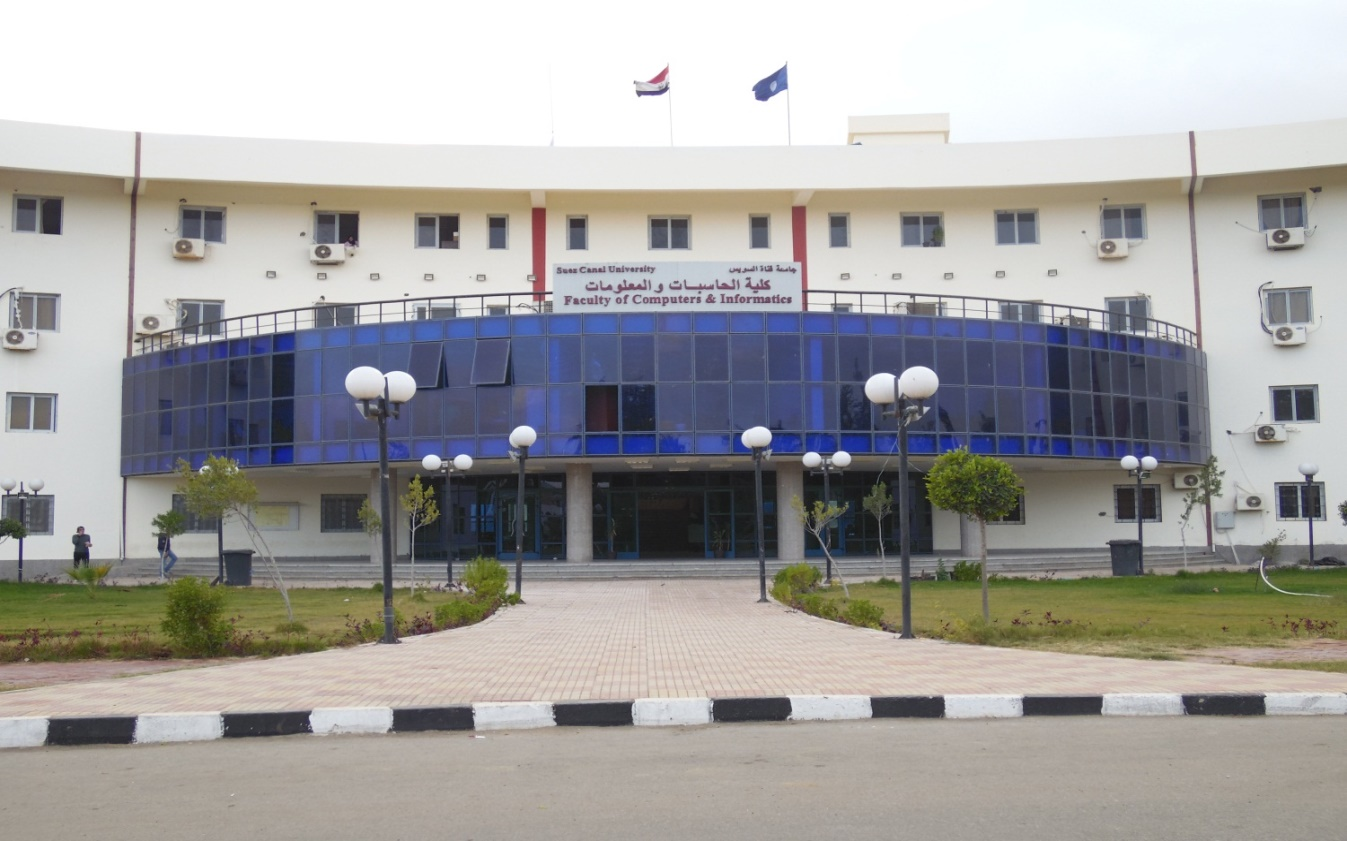 Suez Canal University جامعة قناة السويس
كلية الحاسبات والمعلومات
Faculty of Computers & Informatics